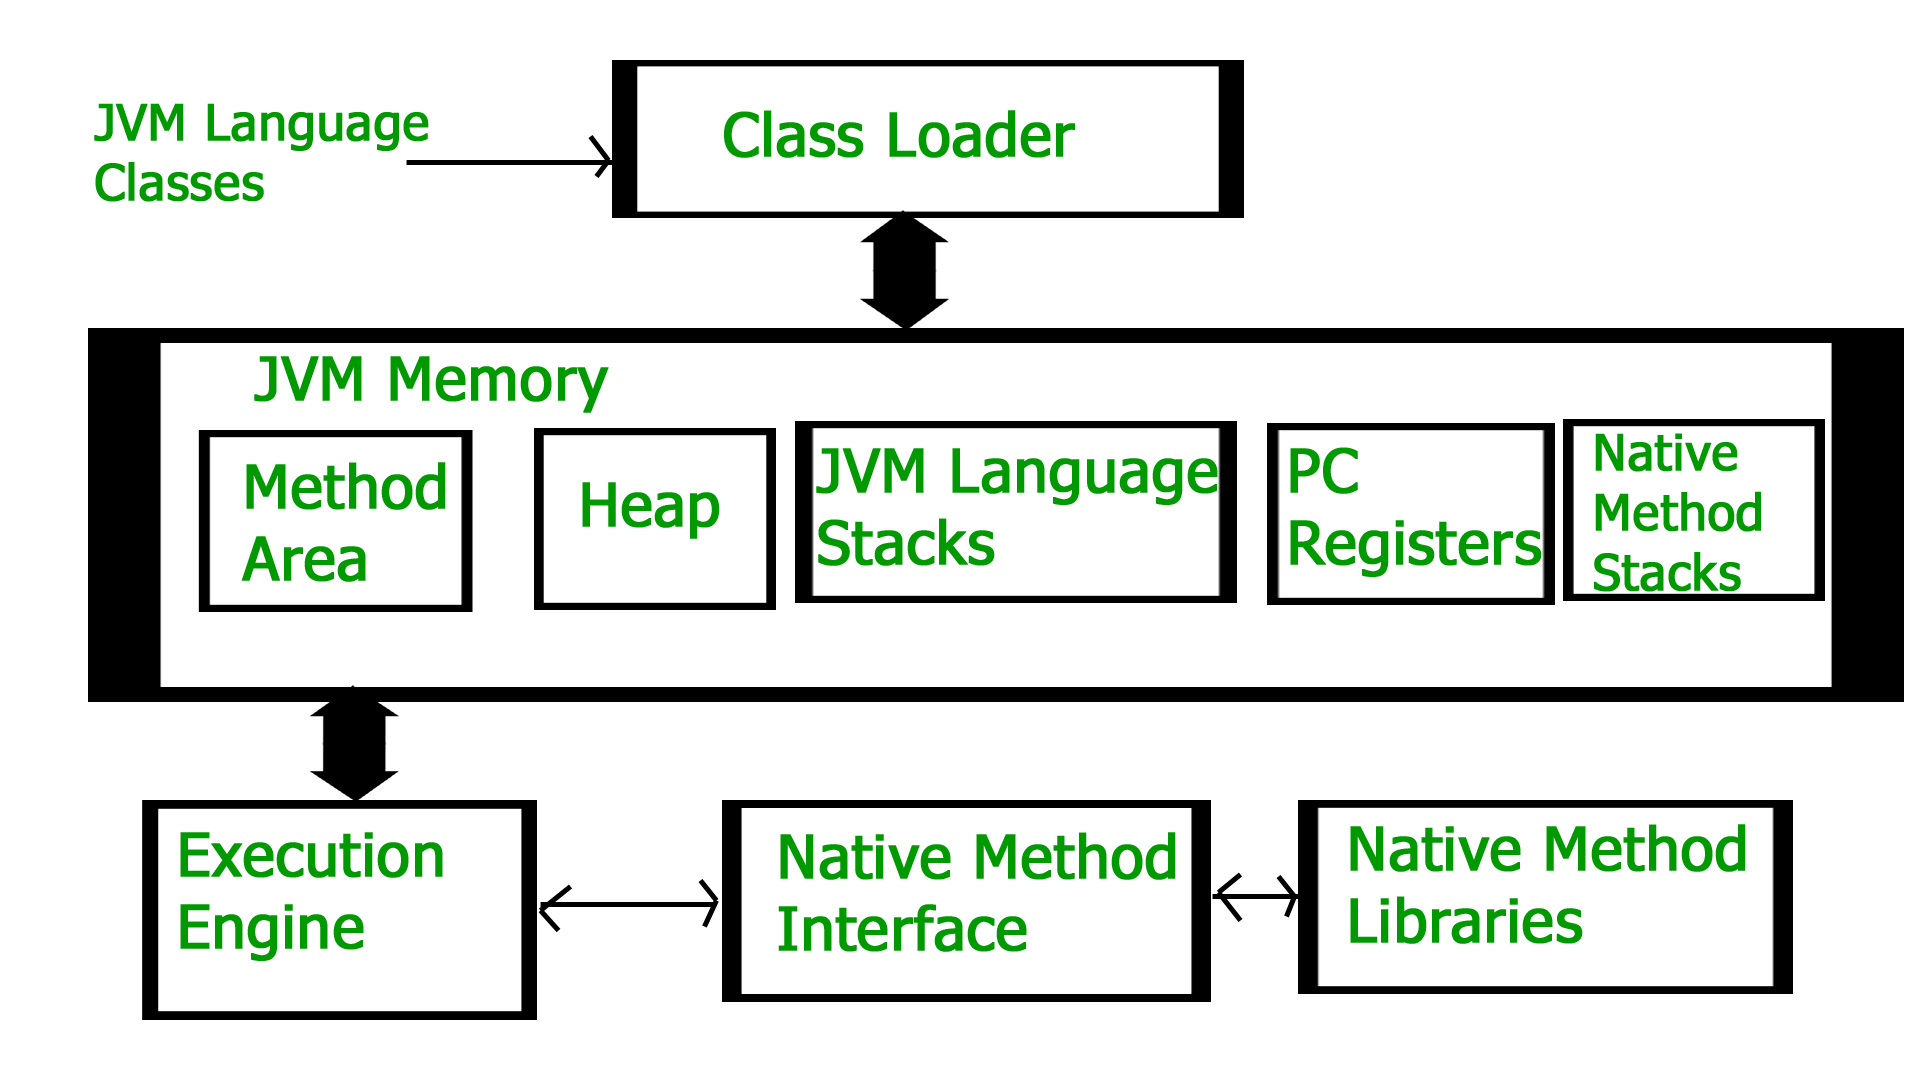 JVM Language
Classes
Class Loader
JVM Memory
Method
Area
Heap
JVM Language
Stacks
PC
Registers
Native
Method
Stacks
Execution
Engine
Native Method
Interface
Native Method
Libraries